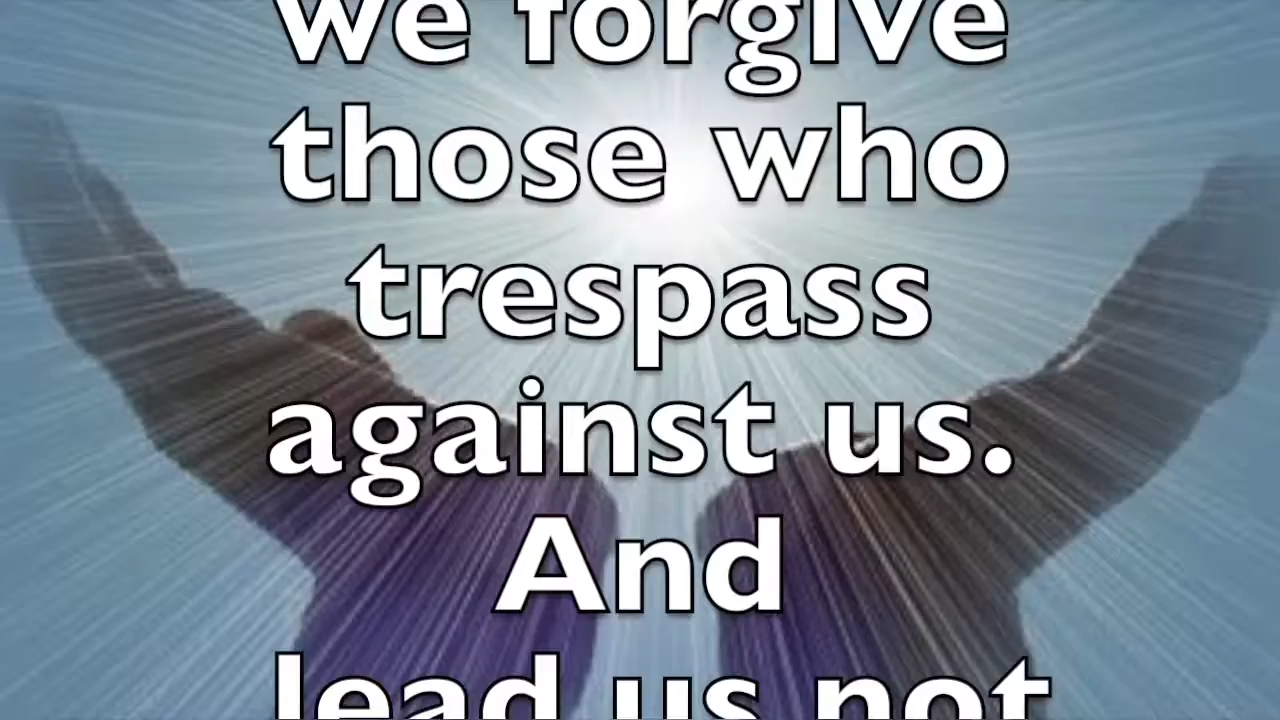 we forgive
those who
trespass
against us.
And
lead us not